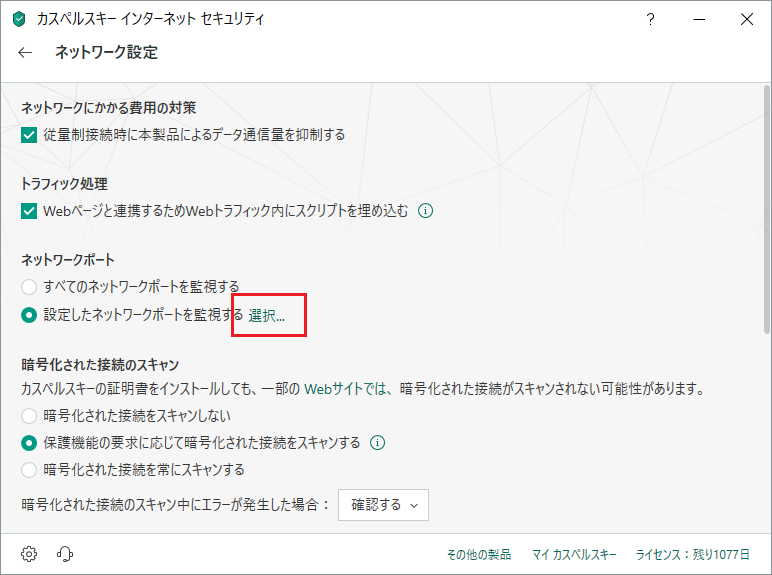 カスペルスキー インターネット セキュリティ
ネットワーク設定
ネットワークにかかる費用の対策
従量制接続時に本製品によるデータ通信量を抑制する
トラフィック処理
Webページと連携するためWebトラフィック内にスクリプトを埋め込む
ネットワークポート
すべてのネットワークポートを監視する
設定したネットワークポートを監視する 選択...
暗号化された接続のスキャン
カスペルスキーの証明書をインストールしても、一部の Webサイトでは、暗号化された接続がスキャンされない可能性があります。
暗号化された接続をスキャンしない
保護機能の要求に応じて暗号化された接続をスキャンする
暗号化された接続を常にスキャンする
暗号化された接続のスキャン中にエラーが発生した場合： 確認する
その他の製品 マイ カスペルスキー ライセンス：残り1077日